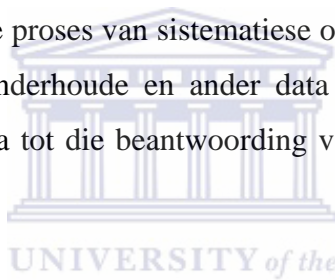 e proses van sistematiese o
nderhoude en ander data
a tot die beantwoording v
UNIVERSITY of the